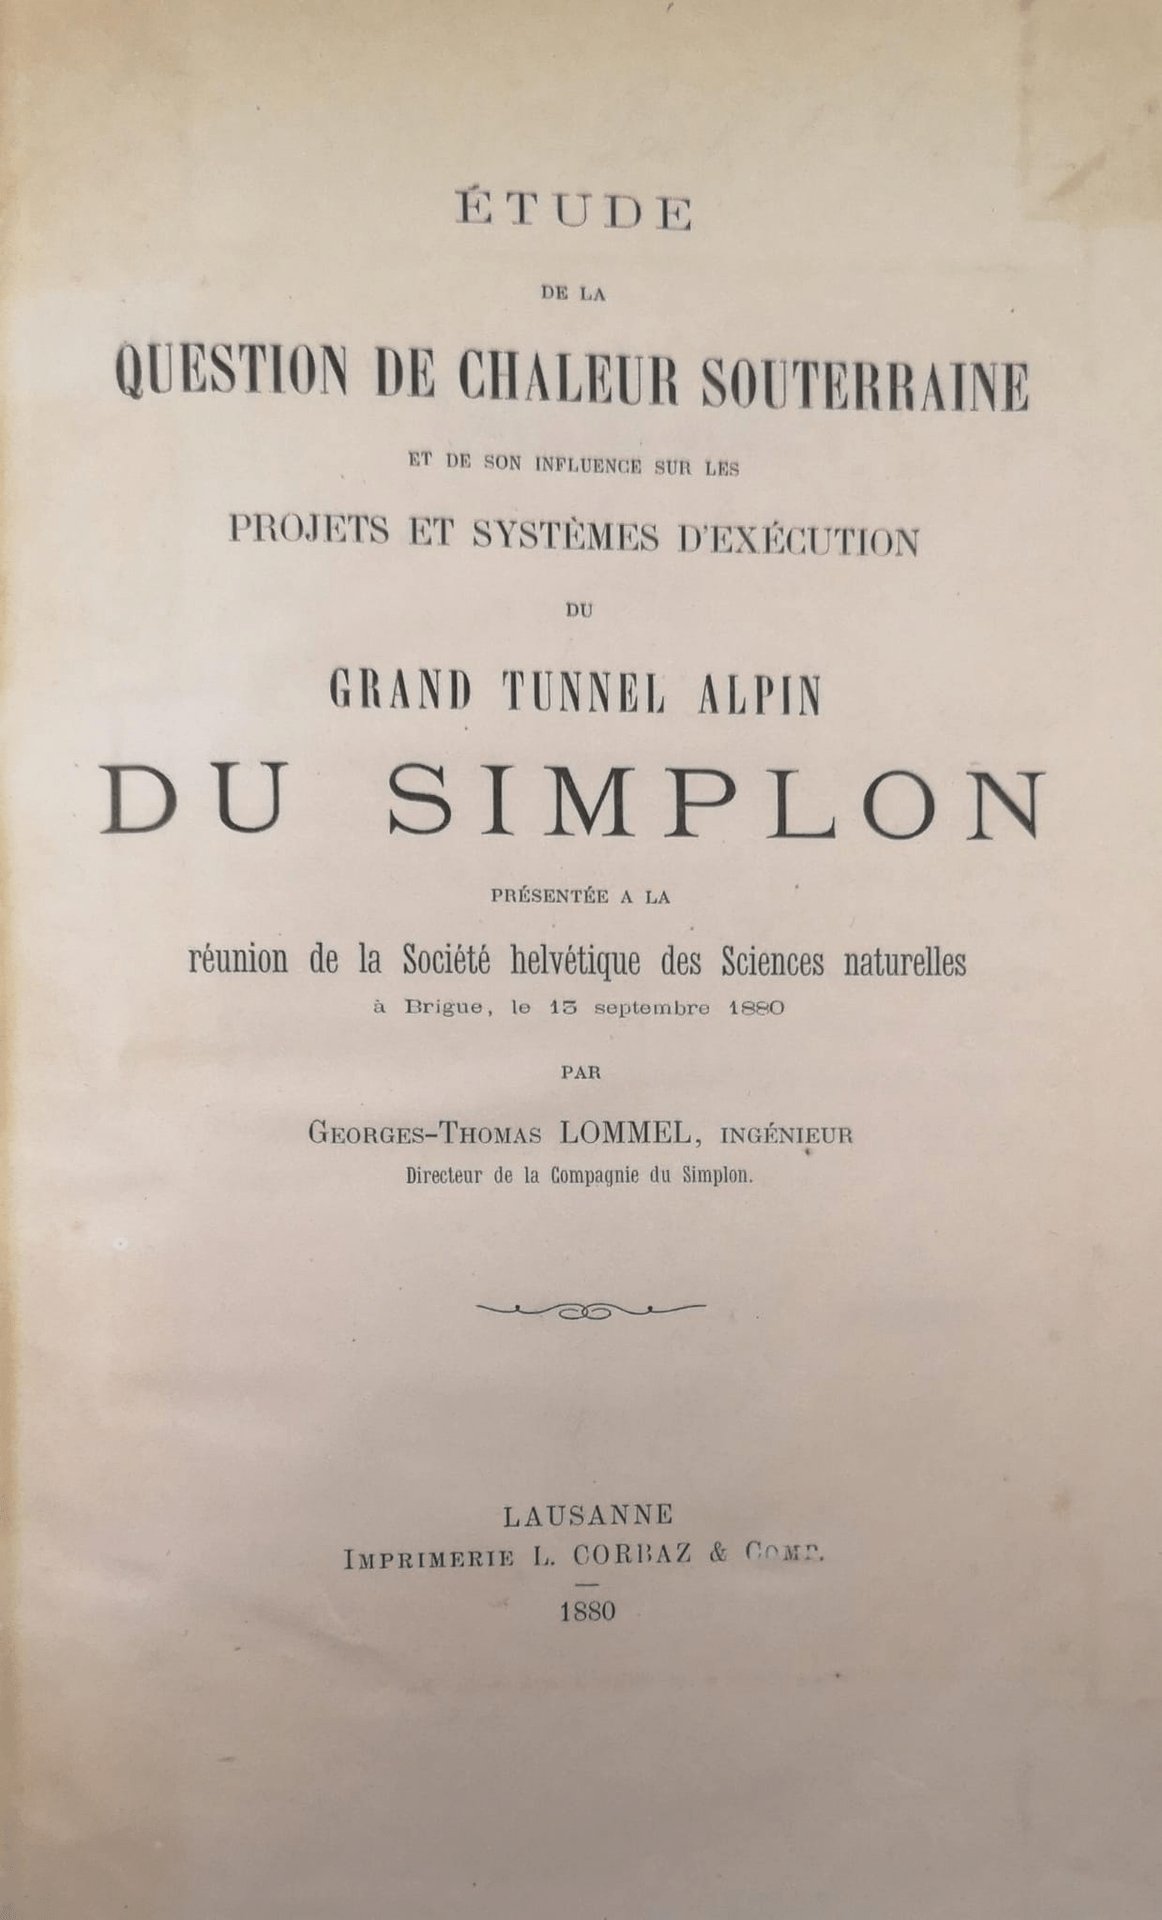 ÉTUDE
DE LA
QUESTION DE CHALEUR SOUTERRAINE
ET DE SON INFLUENCE SUR LES
PROJETS ET SYSTÈMES D'EXÉCUTION
DU
GRAND TUNNEL ALPIN
DU SIMPLON
PRÉSENTÉE A LA
réunion de la Société helvétique des Sciences naturelles
à Brigue, le 13 septembre 1880
PAR
GEORGES-THOMAS LOMMEL, INGÉNIEUR
Directeur de la Compagnie du Simplon.
LAUSANNE
IMPRIMERIE L. CORBAZ & COMP.
1880